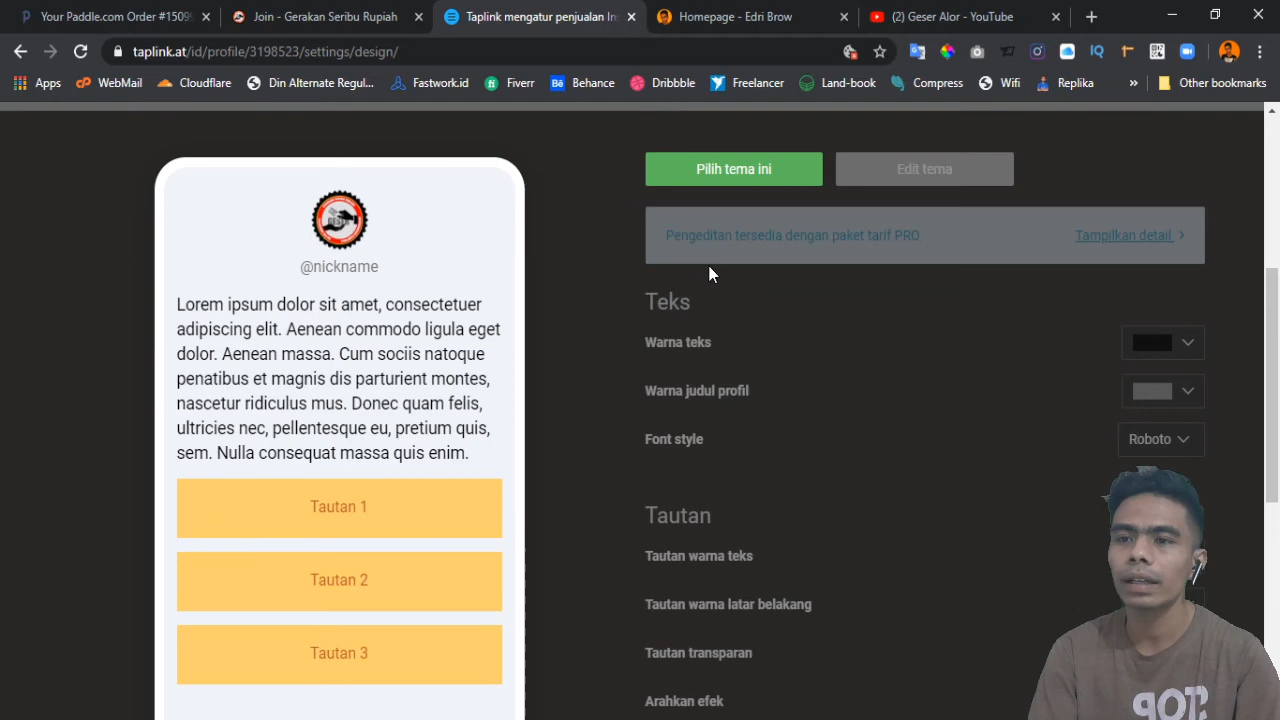 Your Paddle.com Order #1509
Join - Gerakan Seribu Rupiah
Taplink mengatur penjualan In
Homepage - Edri Brow
(2) Geser Alor - YouTube
taplink.at/id/profile/3198523/settings/design/
Apps
WebMail
Cloudflare
Din Alternate Regul...
Fastwork.id
Fiverr
Behance
Dribbble
Freelancer
Land-book
Compress
Wifi
Replika
Other bookmarks
@nickname
Lorem ipsum dolor sit amet, consectetuer
adipiscing elit. Aenean commodo ligula eget
dolor. Aenean massa. Cum sociis natoque
penatibus et magnis dis parturient montes,
nascetur ridiculus mus. Donec quam felis,
ultricies nec, pellentesque eu, pretium quis,
sem. Nulla consequat massa quis enim.
Tautan 1
Tautan 2
Tautan 3
Pilih tema ini
Edit tema
Pengeditan tersedia dengan paket tarif PRO
Tampilkan detail
Teks
Warna teks
Warna judul profil
Font style
Roboto
Tautan
Tautan warna teks
Tautan warna latar belakang
Tautan transparan
Arahkan efek